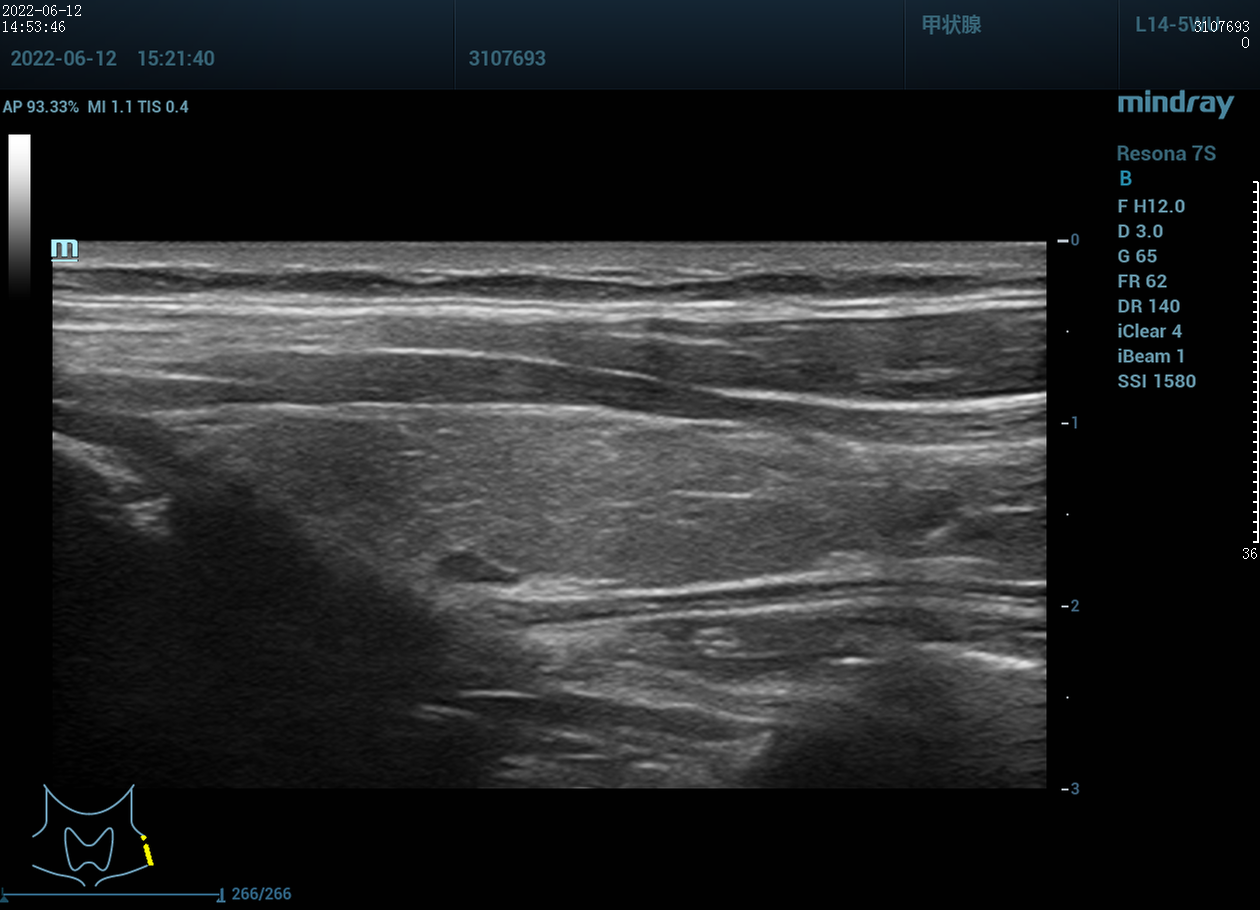 2022-06-12
14:53:46
2022-06-12 15:21:40
3107693
甲状腺
L14-5WU
3107693
0
AP 93.33% MI 1.1 TIS 0.4
mindray
Resona 7S
B
F H12.0
D 3.0
G 65
FR 62
DR 140
iClear 4
iBeam 1
SSI 1580
m
0
1
2
3
36
266/266